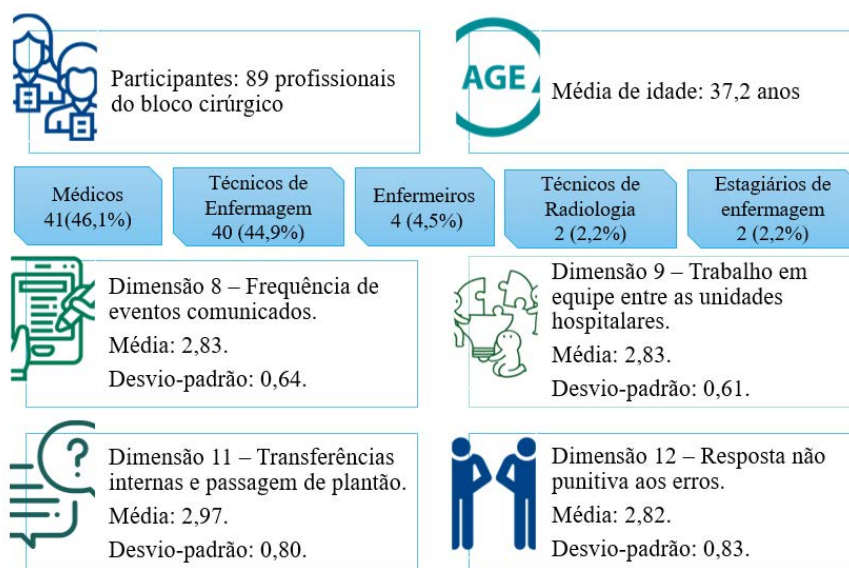 Participantes: 89 profissionais
do bloco cirúrgico
AGE
Média de idade: 37,2 anos
Médicos
41(46,1%)
Técnicos de
Enfermagem
40 (44,9%)
Enfermeiros
4 (4,5%)
Técnicos de
Radiologia
2 (2,2%)
Estagiários de
enfermagem
2 (2,2%)
Dimensão 8 – Frequência de
eventos comunicados.
Média: 2,83.
Desvio-padrão: 0,64.
Dimensão 9 – Trabalho em
equipe entre as unidades
hospitalares.
Média: 2,83.
Desvio-padrão: 0,61.
?
Dimensão 11 – Transferências
internas e passagem de plantão.
Média: 2,97.
Desvio-padrão: 0,80.
Dimensão 12 – Resposta não
punitiva aos erros.
Média: 2,82.
Desvio-padrão: 0,83.